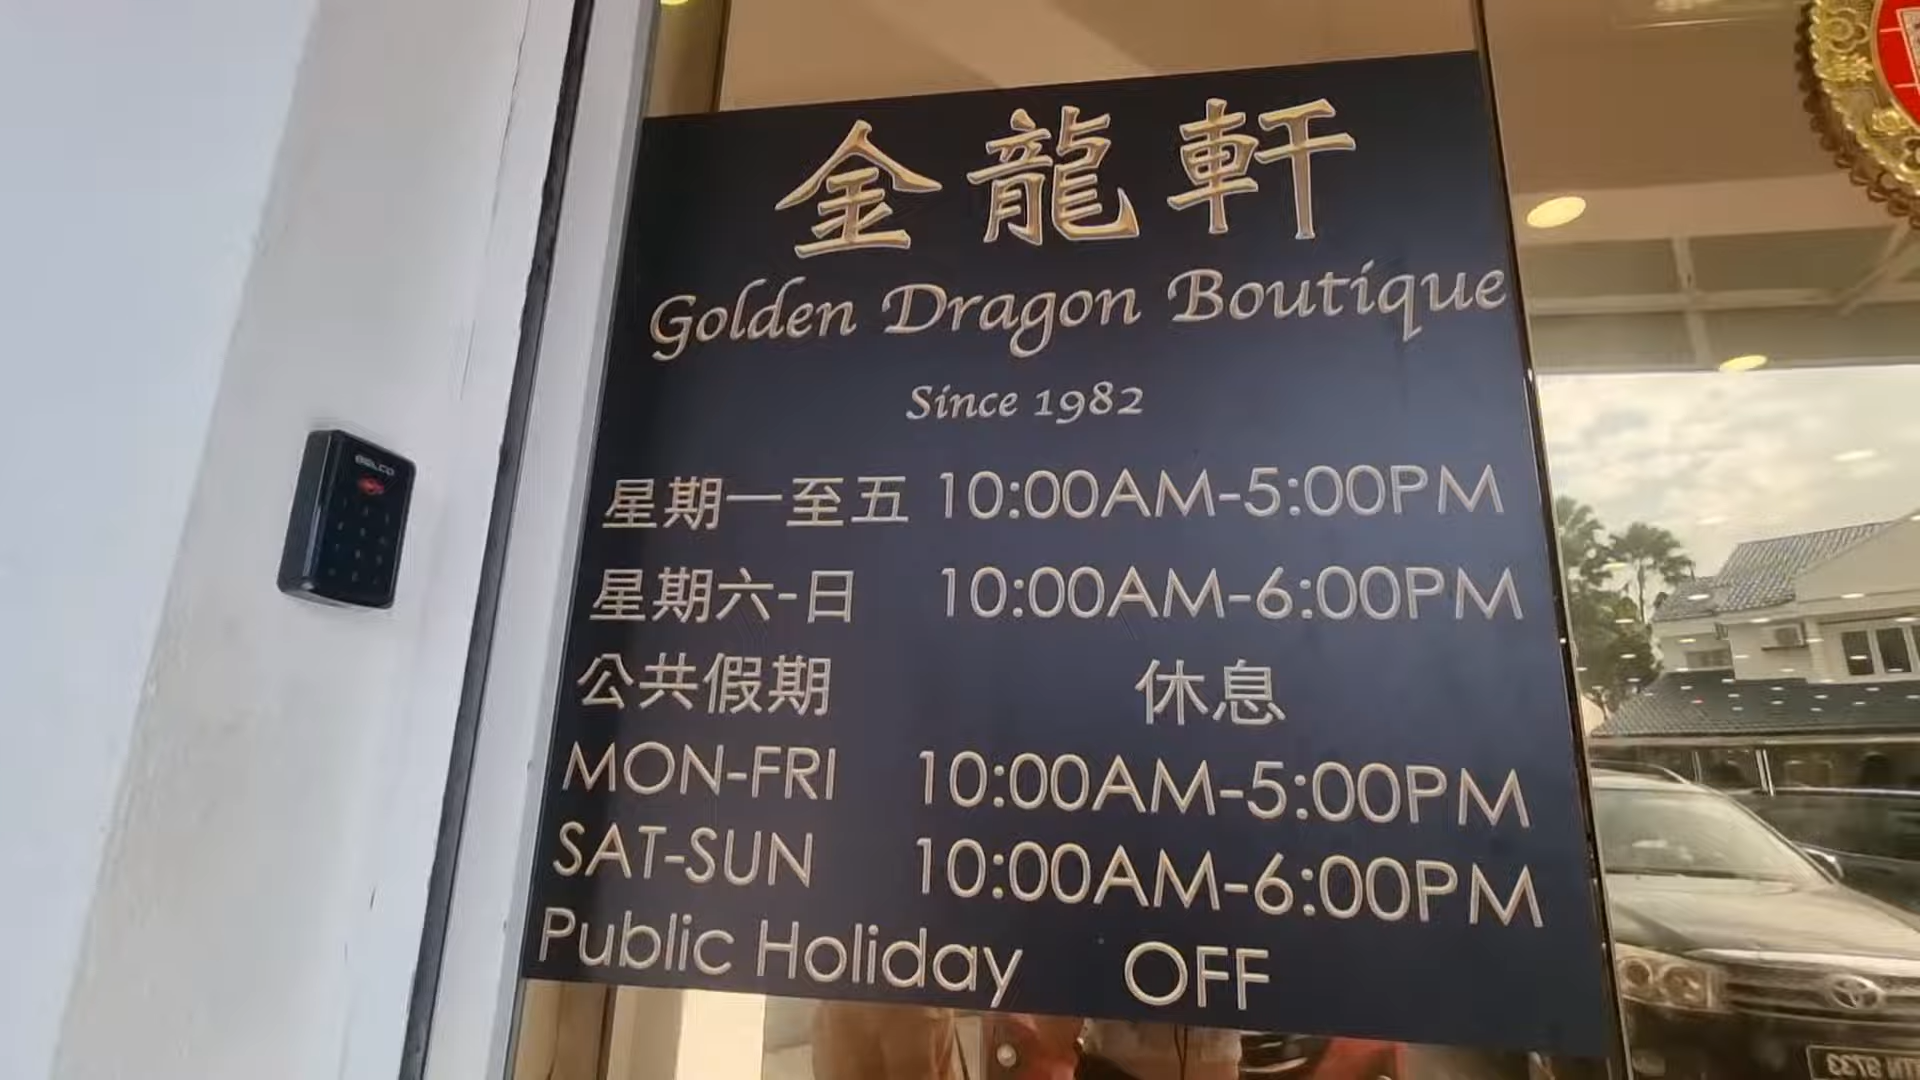 金龍軒
Golden Dragon Boutique
Since 1982
星期一至五 10:00AM-5:00PM
星期六-日 10:00AM-6:00PM
公共假期 休息
MON-FRI 10:00AM-5:00PM
SAT-SUN 10:00AM-6:00PM
Public Holiday OFF